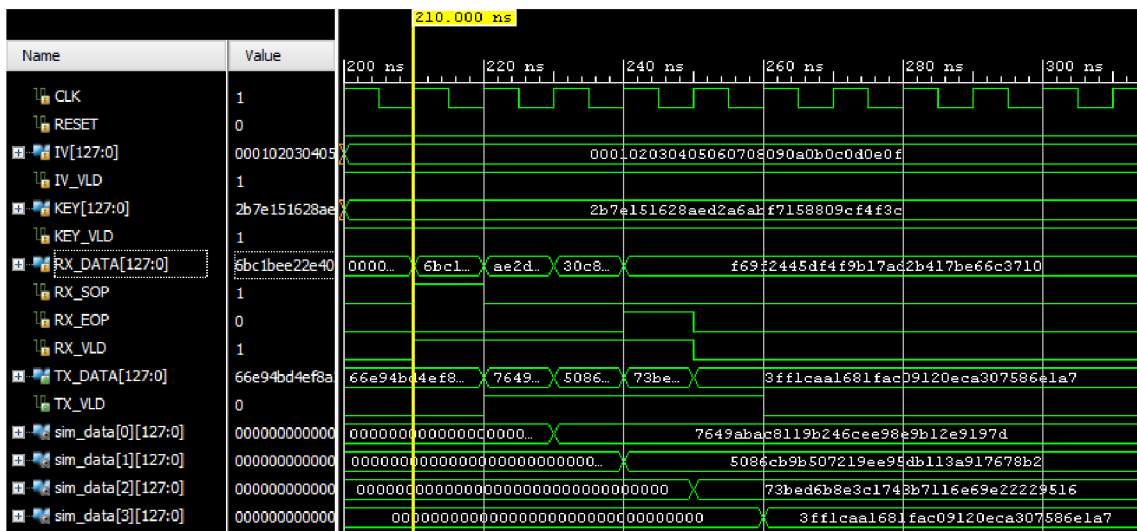 210.000 ns
Name Value 200 ns 220 ns 240 ns 260 ns 280 ns 300 ns
CLK 1
RESET 0
IV[127:0] 000102030405 000102030405060708090a0b0c0d0e0f
IV_VLD 1
KEY[127:0] 2b7e151628ae 2b7e151628aed2a6abf7158809cf4f3c
KEY_VLD 1
RX_DATA[127:0] 6bc1bee22e40 0000... 6bc1... ae2d... 30c8... f69f2445df4f9b17ad2b417be66c3710
RX_SOP 1
RX_EOP 0
RX_VLD 1
TX_DATA[127:0] 66e94bd4ef8a 66e94bd4ef8... 7649... 5086... 73be... 3ff1caa1681fac09120eca307586e1a7
TX_VLD 0
sim_data[0][127:0] 000000000000 00000000000000000000... 7649abac8119b246cee98e9b12e9197d
sim_data[1][127:0] 000000000000 0000000000000000000000000000... 5086cb9b507219ee95db113a917678b2
sim_data[2][127:0] 000000000000 00000000000000000000000000000000 73bed6b8e3c1743b7116e69e22229516
sim_data[3][127:0] 000000000000 00000000000000000000000000000000 3ff1caa1681fac09120eca307586e1a7